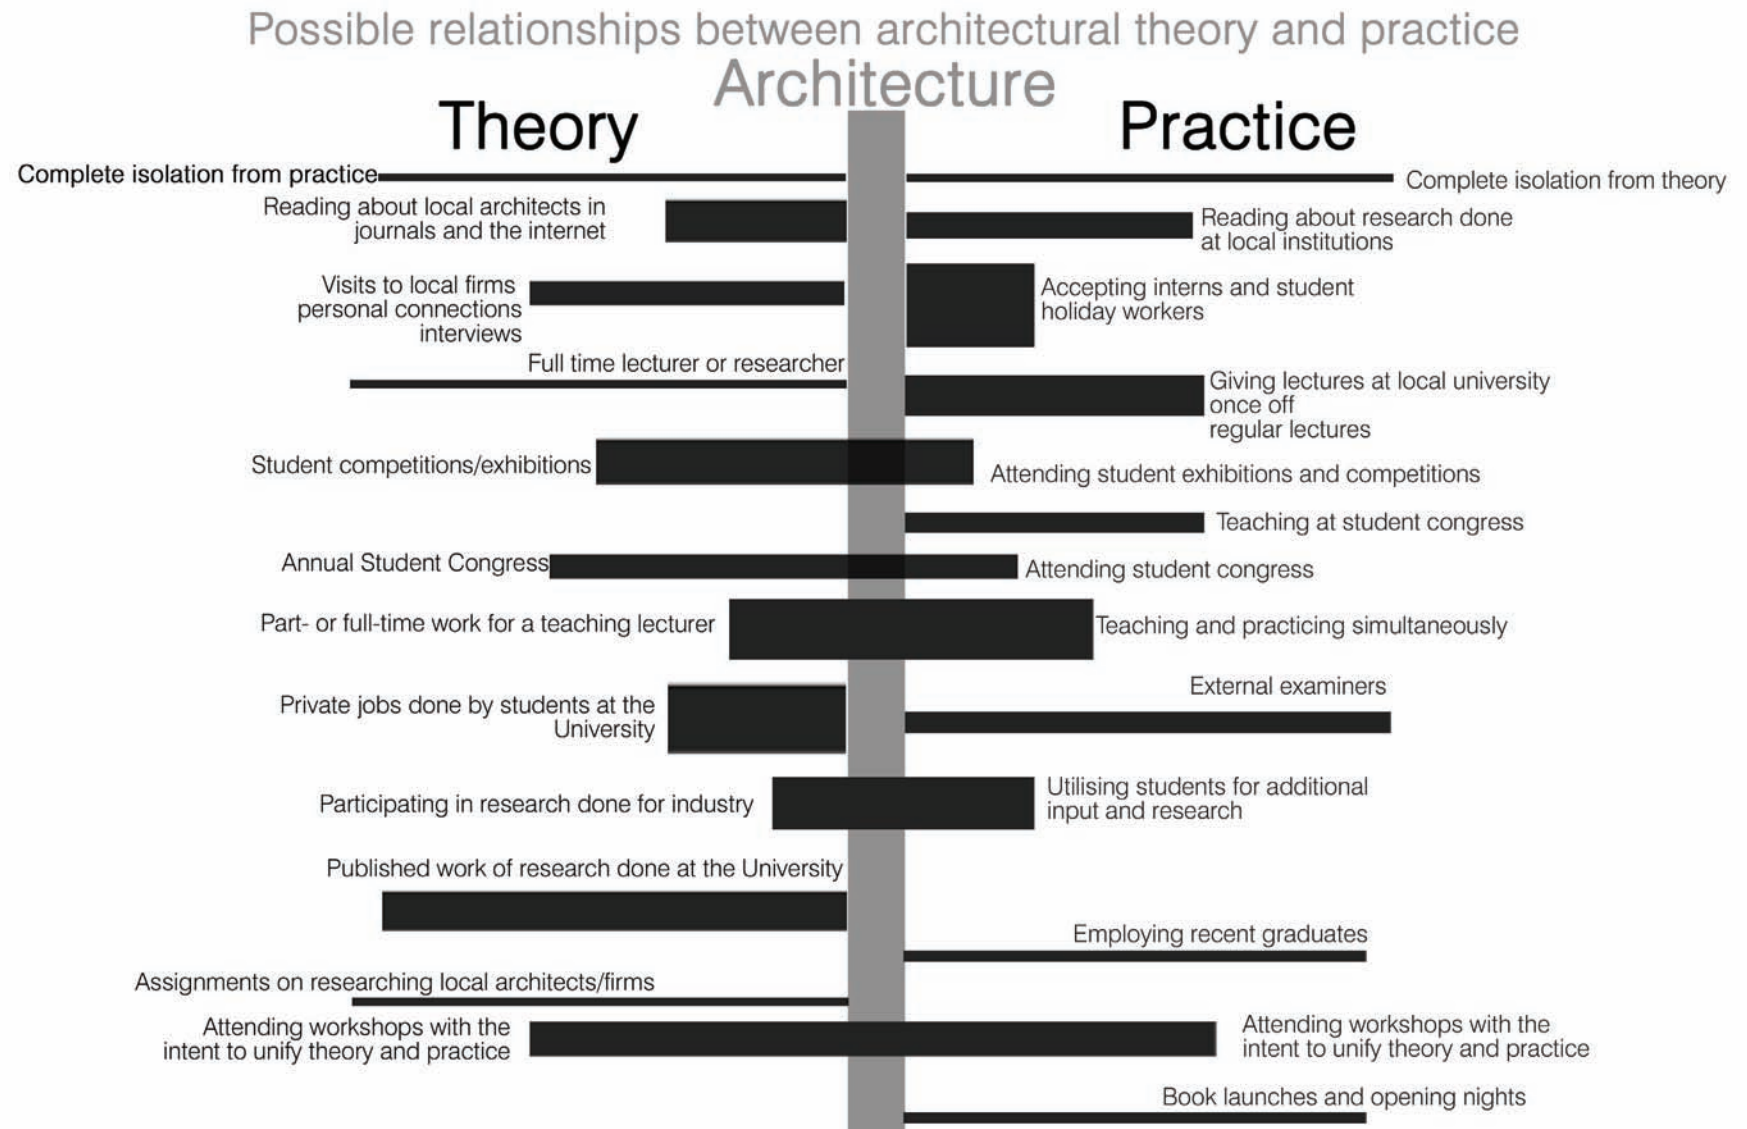 Possible relationships between architectural theory and practice
Architecture
Theory
Practice
Complete isolation from practice
Complete isolation from theory
Reading about local architects in
journals and the internet
Reading about research done
at local institutions
Visits to local firms
personal connections
interviews
Accepting interns and student
holiday workers
Full time lecturer or researcher
Giving lectures at local university
once off
regular lectures
Student competitions/exhibitions
Attending student exhibitions and competitions
Teaching at student congress
Annual Student Congress
Attending student congress
Part- or full-time work for a teaching lecturer
Teaching and practicing simultaneously
Private jobs done by students at the
University
External examiners
Participating in research done for industry
Utilising students for additional
input and research
Published work of research done at the University
Employing recent graduates
Assignments on researching local architects/firms
Attending workshops with the
intent to unify theory and practice
Attending workshops with the
intent to unify theory and practice
Book launches and opening nights